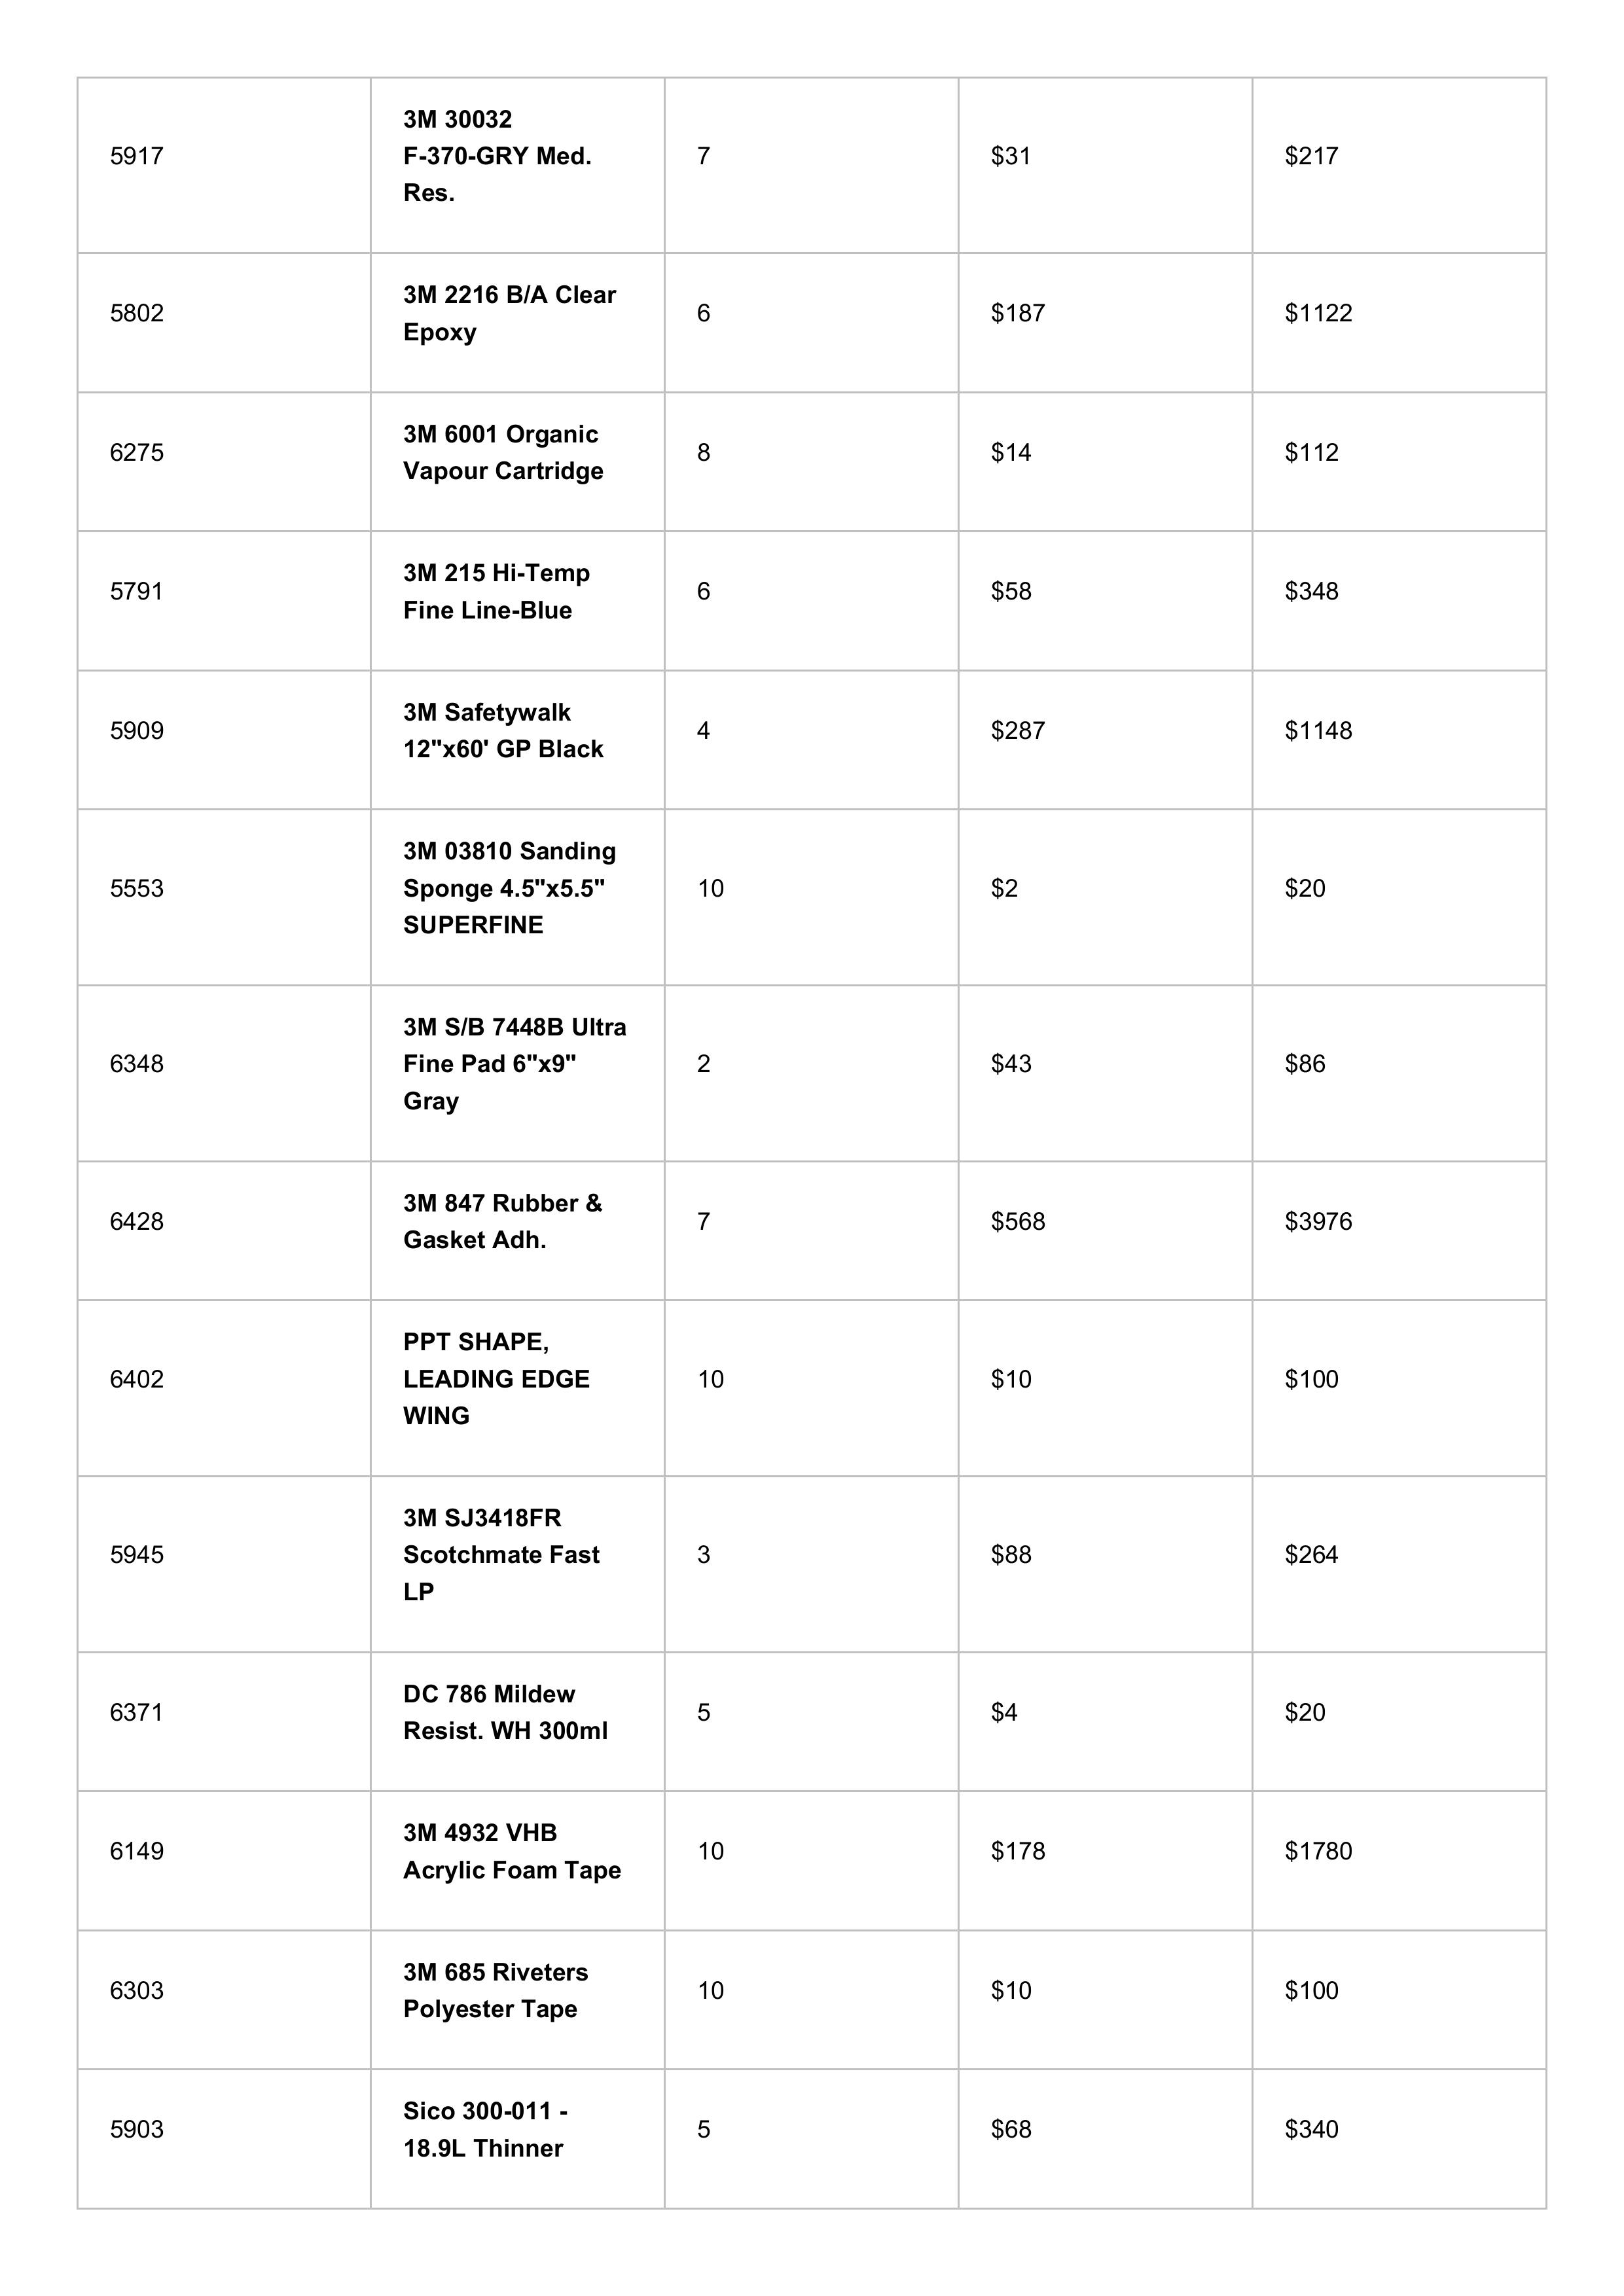 5917
3M 30032
F-370-GRY Med.
Res.
7
$31
$217
5802
3M 2216 B/A Clear
Epoxy
6
$187
$1122
6275
3M 6001 Organic
Vapour Cartridge
8
$14
$112
5791
3M 215 Hi-Temp
Fine Line-Blue
6
$58
$348
5909
3M Safetywalk
12"x60' GP Black
4
$287
$1148
5553
3M 03810 Sanding
Sponge 4.5"x5.5"
SUPERFINE
10
$2
$20
6348
3M S/B 7448B Ultra
Fine Pad 6"x9"
Gray
2
$43
$86
6428
3M 847 Rubber &
Gasket Adh.
7
$568
$3976
6402
PPT SHAPE,
LEADING EDGE
WING
10
$10
$100
5945
3M SJ3418FR
Scotchmate Fast
LP
3
$88
$264
6371
DC 786 Mildew
Resist. WH 300ml
5
$4
$20
6149
3M 4932 VHB
Acrylic Foam Tape
10
$178
$1780
6303
3M 685 Riveters
Polyester Tape
10
$10
$100
5903
Sico 300-011 -
18.9L Thinner
5
$68
$340